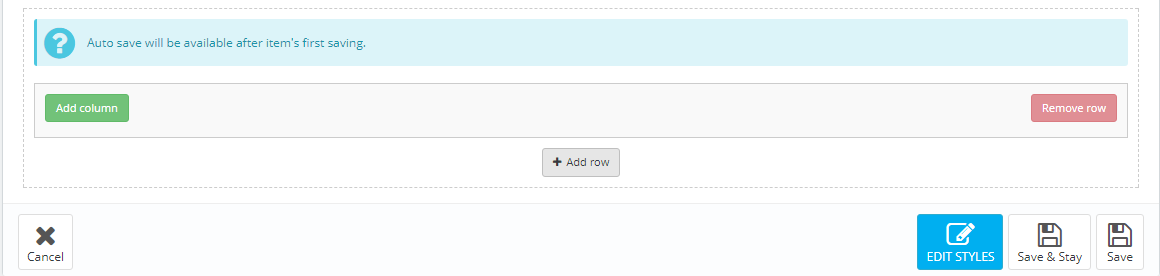 Auto save will be available after item's first saving.
Add column
Remove row
Add row
Cancel
EDIT STYLES
Save & Stay
Save